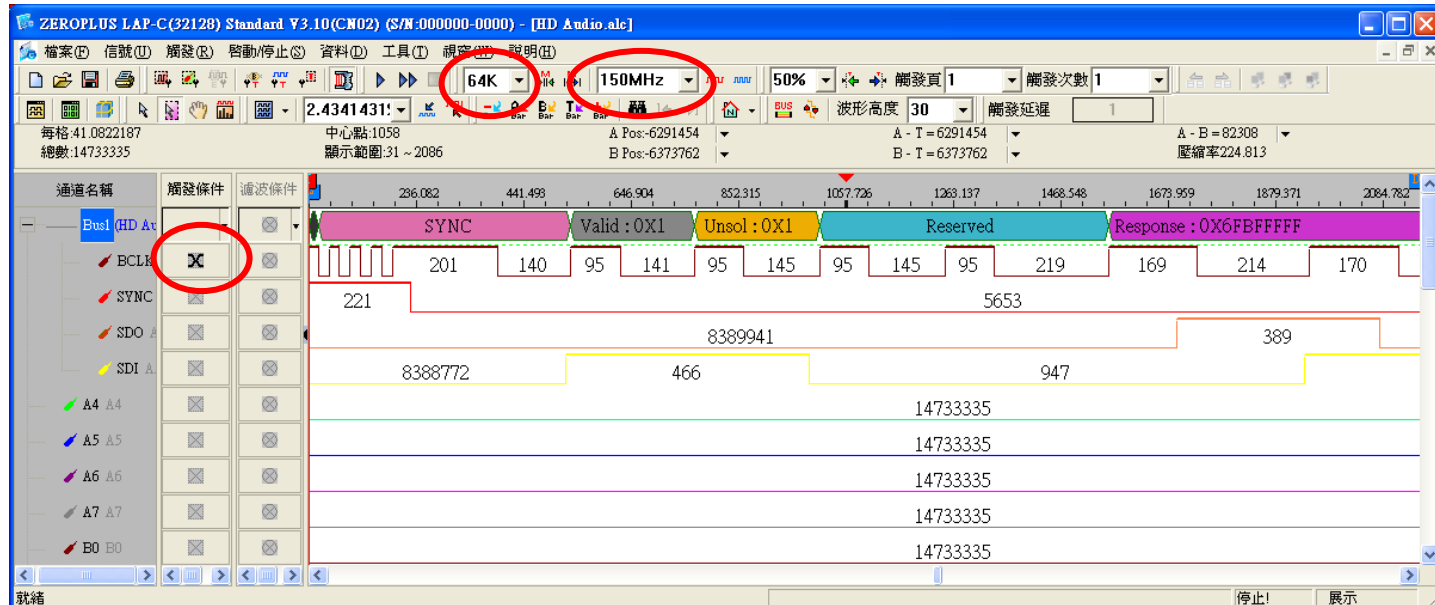 ZEROPLUS LAP-C(32128) Standard V3.10(CN02) (S/N:000000-0000) - [HD Audio.alc]
檔案(F) 信號(U) 觸發(R) 啟動/停止(S) 資料(D) 工具(T) 說明(H)
64K 150MHz 50% 觸發頁 1 觸發次數 1
Bar Bar Bar Bar BUS 波形高度 30 觸發延遲 1
每格:41.0822187 中心點:1058 A Pos:-6291454 A - T = 6291454 A - B = 82308
總數:14733335 顯示範圍:31 ~ 2086 B Pos:-6373762 B - T = 6373762 壓縮率224.813
通道名稱 觸發條件 濾波條件 236.082 441.493 646.904 852.315 1057.726 1263.137 1468.548 1673.959 1879.371 2084.782
Bus1 (HD Au SYNC Valid : 0X1 Unsol : 0X1 Reserved Response : 0X6FBFFFFF
BCLK 201 140 95 141 95 145 95 145 95 219 169 214 170
SYNC 221 5653
SDO A 8389941 389
SDI A 8388772 466 947
A4 A4 14733335
A5 A5 14733335
A6 A6 14733335
A7 A7 14733335
B0 B0 14733335
就緒 停止! 展示